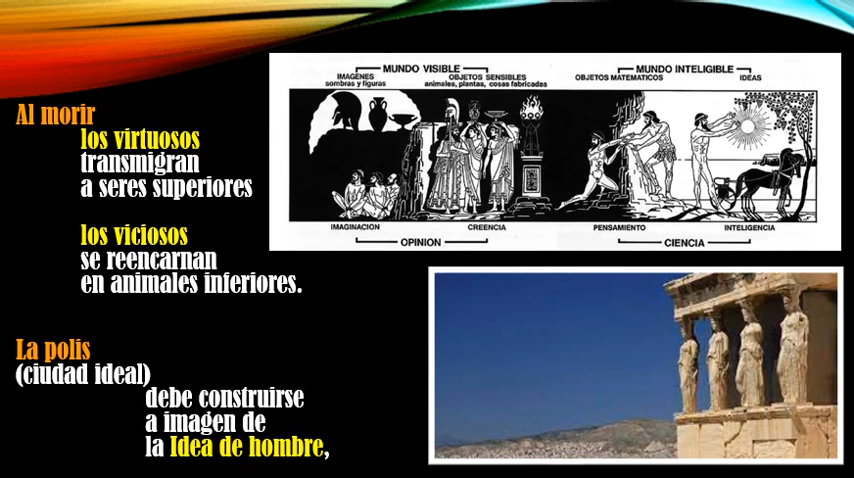 Al morir
los virtuosos
transmigran
a seres superiores
los viciosos
se reencarnan
en animales inferiores.
La polis
(ciudad ideal)
debe construirse
a imagen de
la Idea de hombre,
MUNDO VISIBLE
IMAGENES
sombras y figuras
OBJETOS SENSIBLES
animales, plantas, cosas fabricadas
MUNDO INTELIGIBLE
OBJETOS MATEMATICOS
IDEAS
IMAGINACION
CREENCIA
OPINION
PENSAMIENTO
INTELIGENCIA
CIENCIA